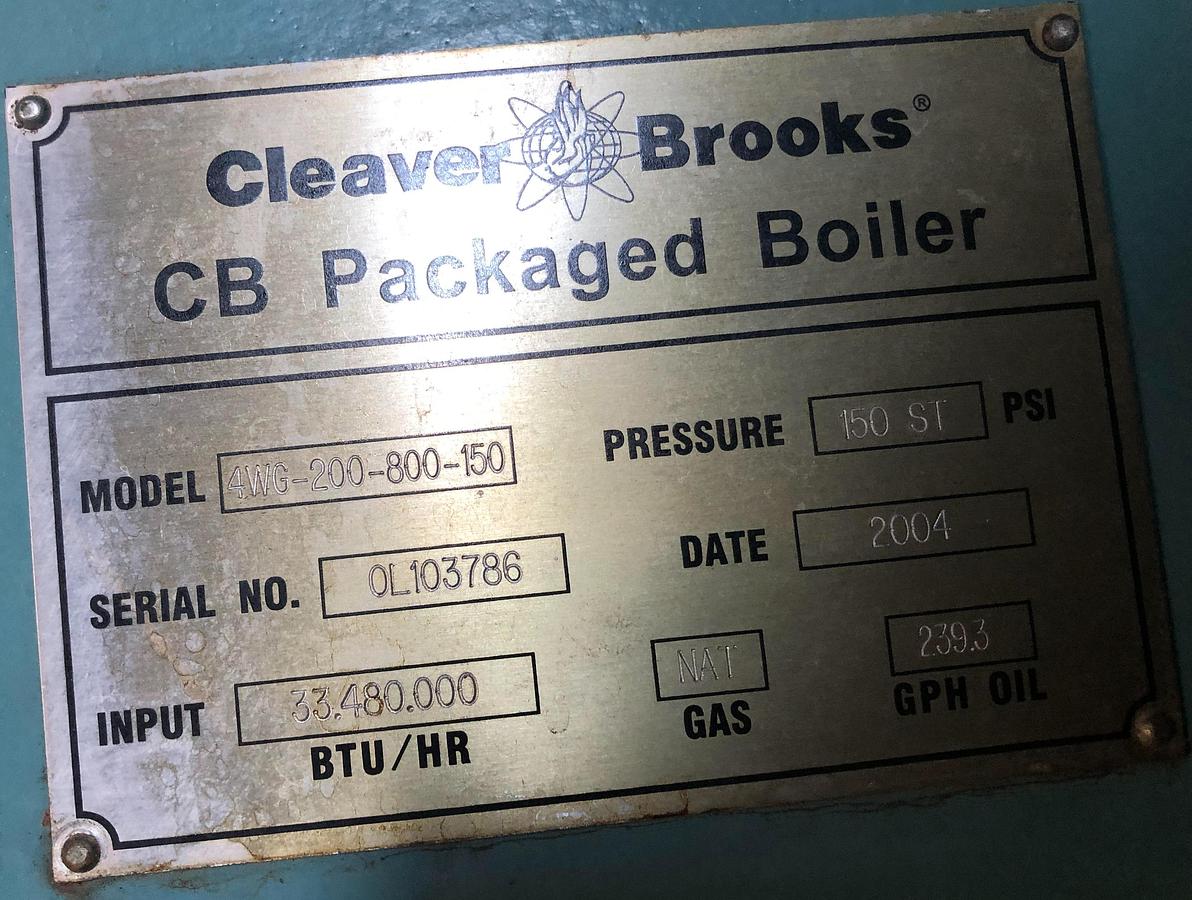 Cleaver Brooks®
CB Packaged Boiler
MODEL 4WG-200-800-150
PRESSURE 150 ST PSI
SERIAL NO. 0L103786
DATE 2004
INPUT 33.480.000
BTU/HR
NAT
GAS
239.3
GPH OIL